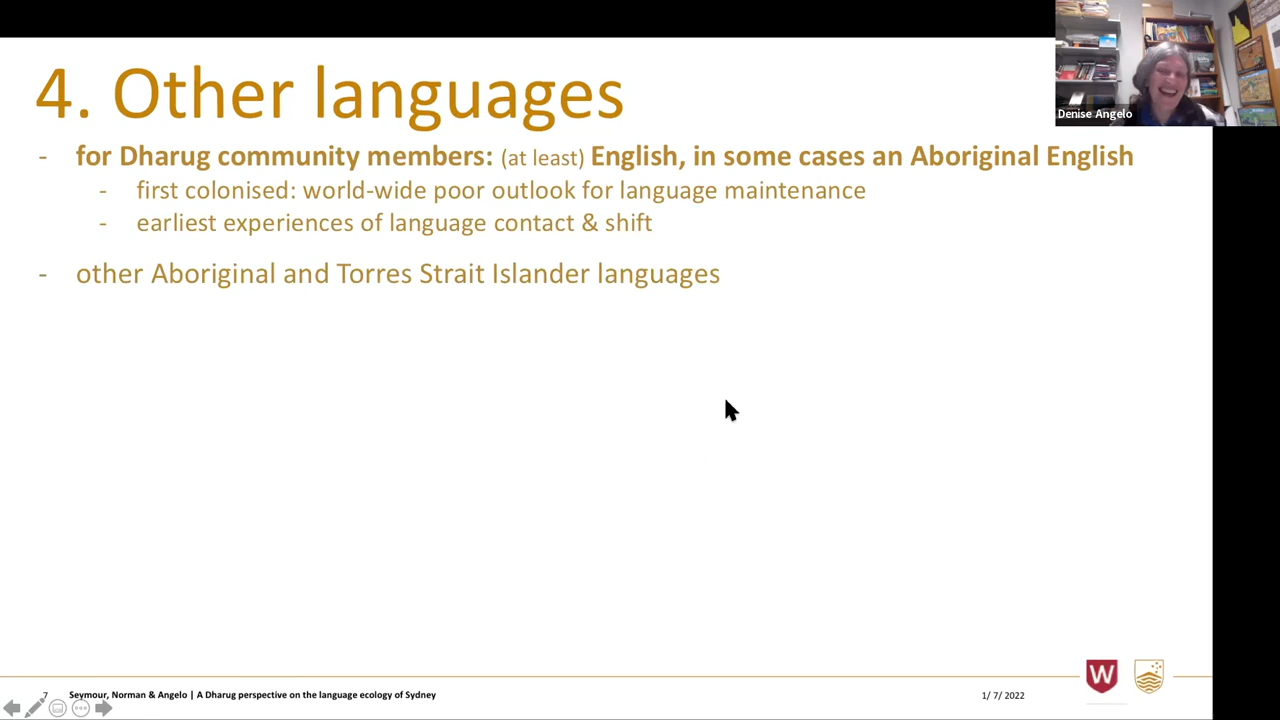 4. Other languages
- for Dharug community members: (at least) English, in some cases an Aboriginal English
- first colonised: world-wide poor outlook for language maintenance
- earliest experiences of language contact & shift
- other Aboriginal and Torres Strait Islander languages
Denise Angelo
7 Seymour, Norman & Angelo | A Dharug perspective on the language ecology of Sydney 1/ 7/ 2022
W